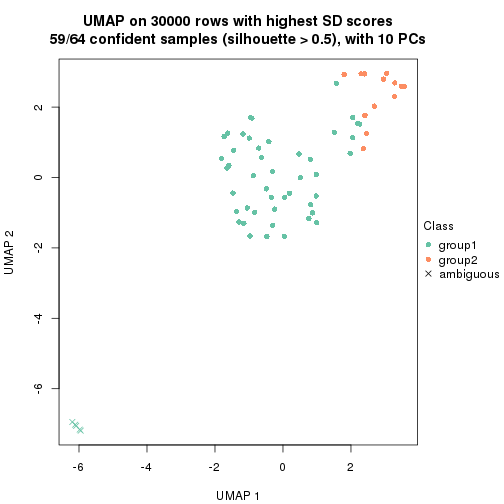 UMAP on 30000 rows with highest SD scores
59/64 confident samples (silhouette > 0.5), with 10 PCs
2
0
-2
-4
-6
UMAP 2
-6
-4
-2
0
2
UMAP 1
Class
group1
group2
ambiguous